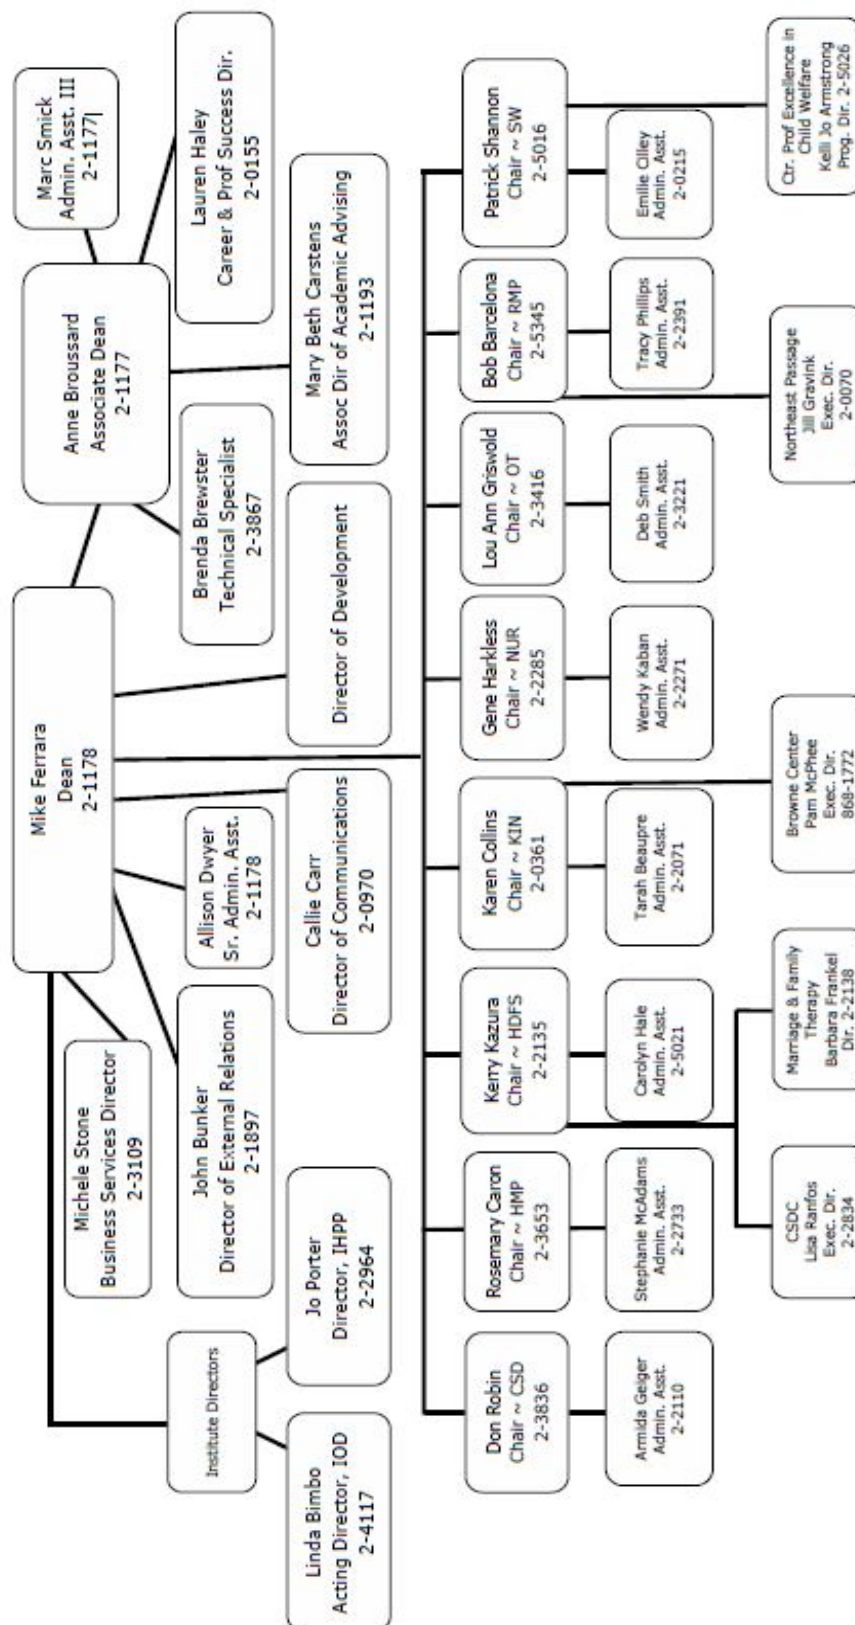 Mike Ferrara
Dean
2-1178
Anne Broussard
Associate Dean
2-1177
Marc Smick
Admin. Asst. III
2-1177|
Michele Stone
Business Services Director
2-3109
Institute Directors
John Bunker
Director of External Relations
2-1897
Allison Dwyer
Sr. Admin. Asst.
2-1178
Brenda Brewster
Technical Specialist
2-3867
Lauren Haley
Career & Prof Success Dir.
2-0155
Linda Bimbo
Acting Director, IOD
2-4117
Jo Porter
Director, IHPP
2-2964
Callie Carr
Director of Communications
2-0970
Director of Development
Mary Beth Carstens
Assoc Dir of Academic Advising
2-1193
Don Robin
Chair ~ CSD
2-3836
Rosemary Caron
Chair ~ HMP
2-3653
Kerry Kazura
Chair ~ HDFS
2-2135
Karen Collins
Chair ~ KIN
2-0361
Gene Harkless
Chair ~ NUR
2-2285
Lou Ann Griswold
Chair ~ OT
2-3416
Bob Barcelona
Chair ~ RMP
2-5345
Patrick Shannon
Chair ~ SW
2-5016
Armida Geiger
Admin. Asst.
2-2110
Stephanie McAdams
Admin. Asst.
2-2733
Carolyn Hale
Admin. Asst.
2-5021
Tarah Beaupre
Admin. Asst.
2-2071
Wendy Kaban
Admin. Asst.
2-2271
Deb Smith
Admin. Asst.
2-3221
Tracy Phillips
Admin. Asst.
2-2391
Emilie Cilley
Admin. Asst.
2-0215
CSDC
Lisa Ranfos
Exec. Dir.
2-2834
Marriage & Family
Therapy
Barbara Frankel
Dir. 2-2138
Browne Center
Pam McPhee
Exec. Dir.
868-1772
Northeast Passage
Jill Gravink
Exec. Dir.
2-0070
Ctr. Prof Excellence in
Child Welfare
Kelli Jo Armstrong
Prog. Dir. 2-5026